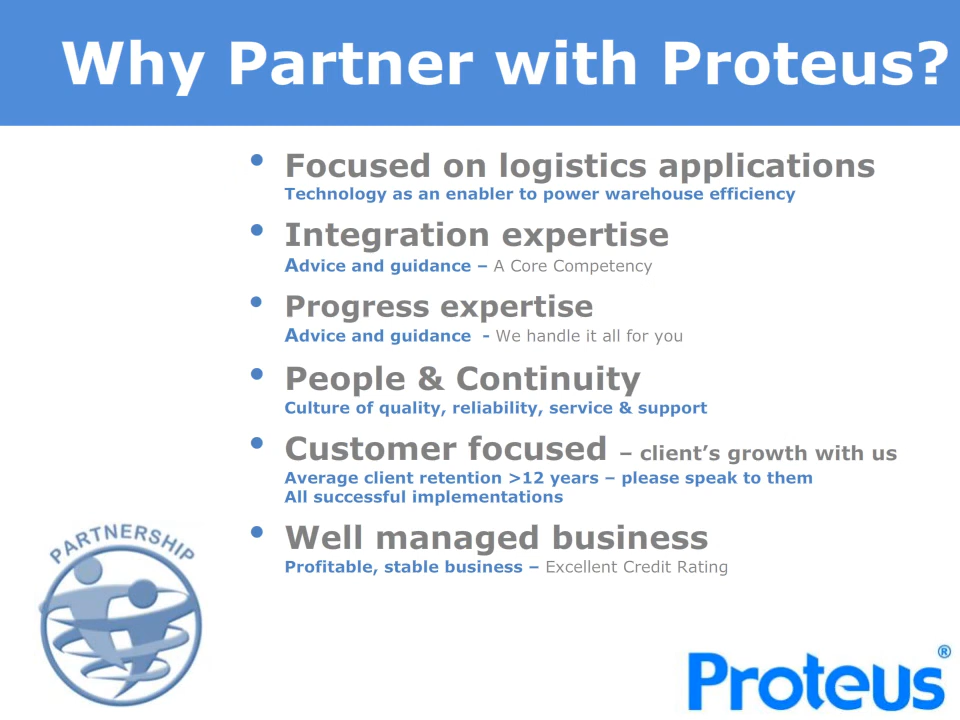 Why Partner with Proteus?
• Focused on logistics applications
Technology as an enabler to power warehouse efficiency
• Integration expertise
Advice and guidance – A Core Competency
• Progress expertise
Advice and guidance - We handle it all for you
• People & Continuity
Culture of quality, reliability, service & support
• Customer focused – client’s growth with us
Average client retention >12 years – please speak to them
All successful implementations
• Well managed business
Profitable, stable business – Excellent Credit Rating
PARTNERSHIP
Proteus®